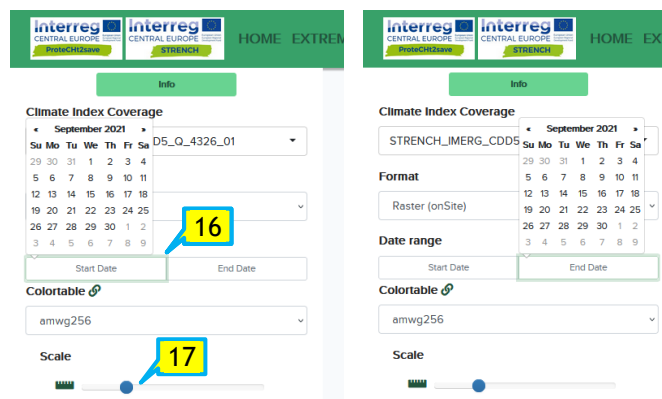 Interreg
CENTRAL EUROPE
ProteCHt2save
Interreg
CENTRAL EUROPE
STRENCH
HOME EXTREM
Info
Climate Index Coverage
« September 2021 »
Su Mo Tu We Th Fr Sa
29 30 31 1 2 3 4
5 6 7 8 9 10 11
12 13 14 15 16 17 18
19 20 21 22 23 24 25
26 27 28 29 30 1 2
3 4 5 6 7 8 9
D5_Q_4326_01
16
Start Date End Date
Colortable
amwg256
Scale
17
Interreg
CENTRAL EUROPE
ProteCHt2save
Interreg
CENTRAL EUROPE
STRENCH
HOME EX
Info
Climate Index Coverage
STRENCH_IMERG_CDD5
« September 2021 »
Su Mo Tu We Th Fr Sa
29 30 31 1 2 3 4
5 6 7 8 9 10 11
12 13 14 15 16 17 18
19 20 21 22 23 24 25
26 27 28 29 30 1 2
3 4 5 6 7 8 9
Format
Raster (onSite)
Date range
Start Date End Date
Colortable
amwg256
Scale